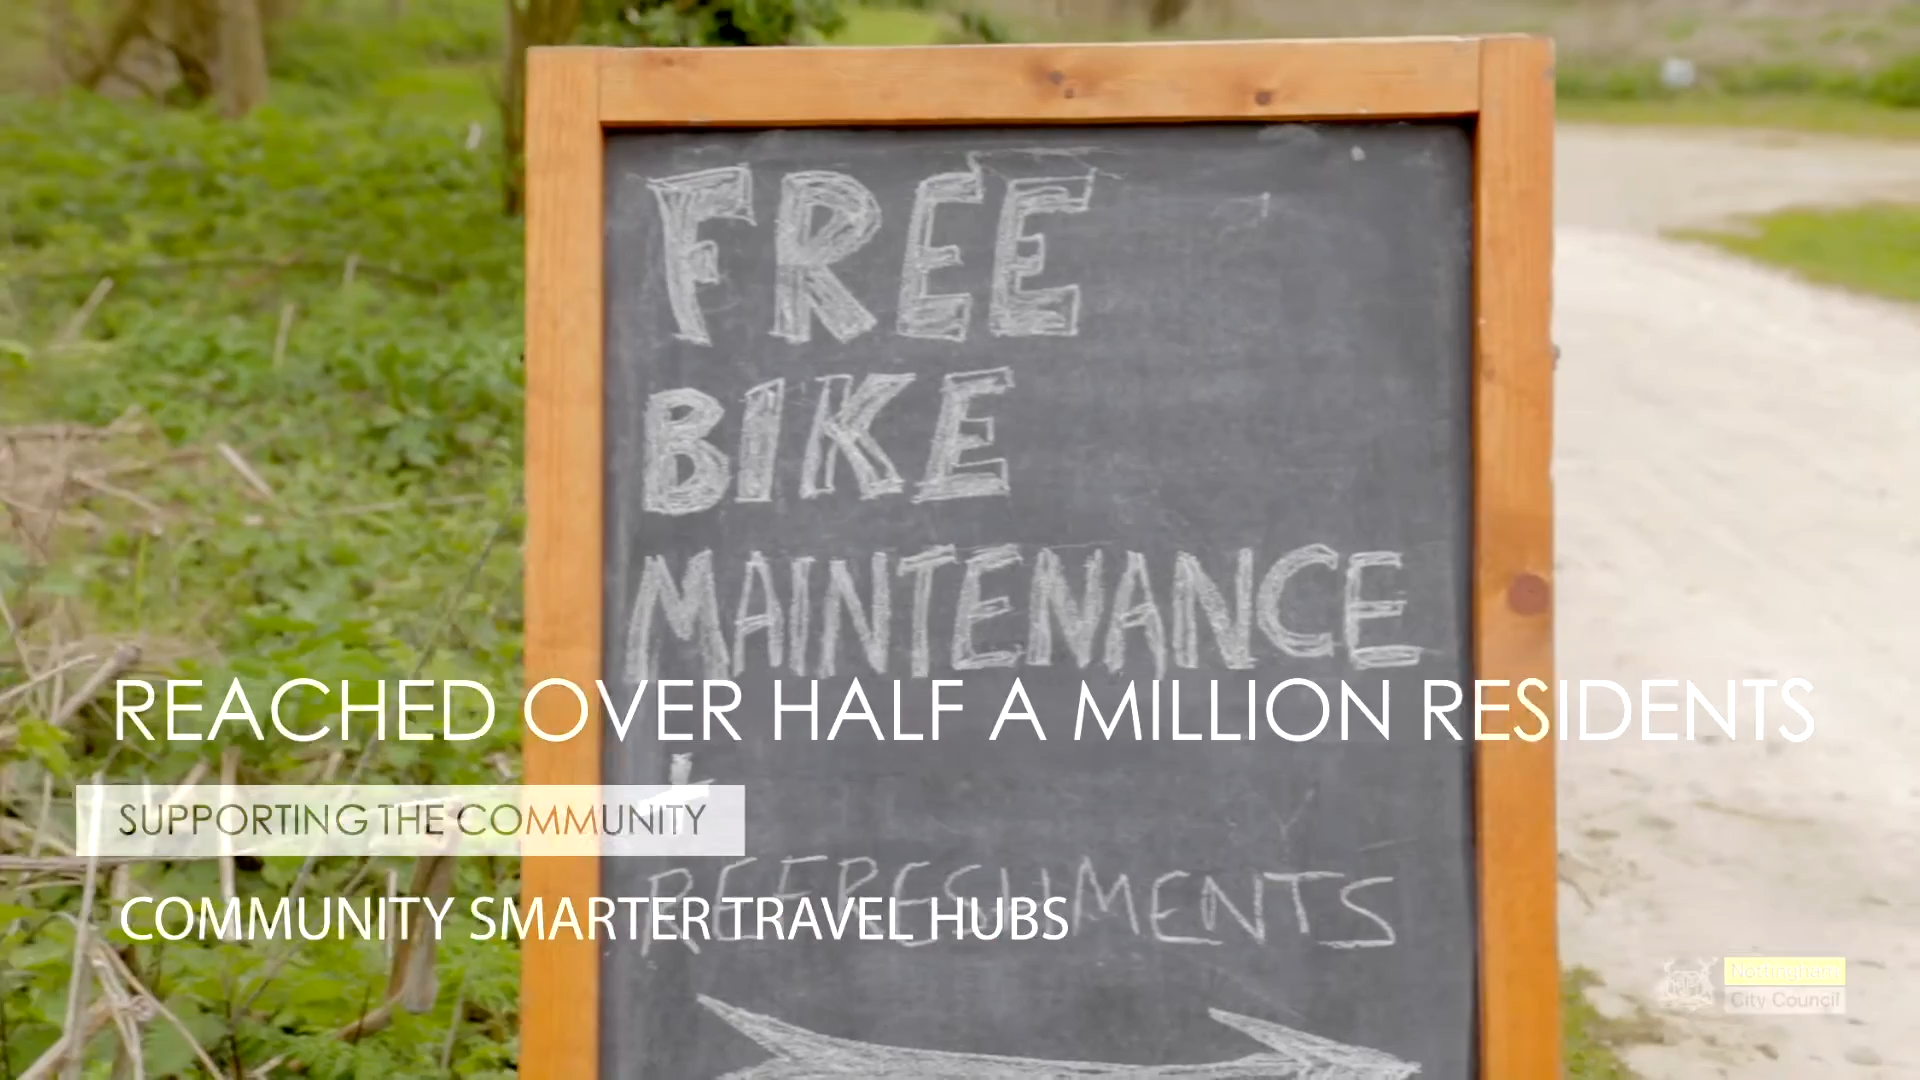 FREE
BIKE
MAINTENANCE
REACHED OVER HALF A MILLION RESIDENTS
+
SUPPORTING THE COMMUNITY
REFRESHMENTS
COMMUNITY SMARTER TRAVEL HUBS
Nottingham
City Council